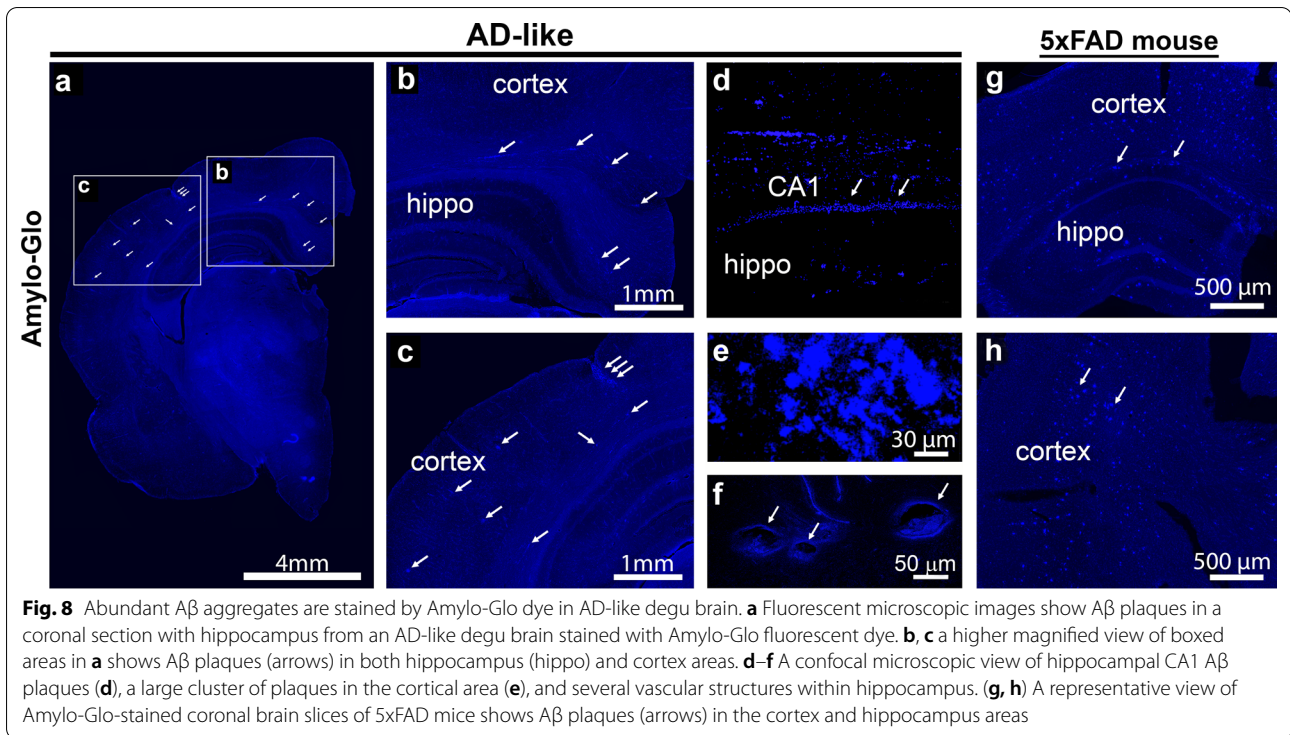 AD-like
5xFAD mouse
Amylo-Glo
a
c
b
4mm
b
cortex
hippo
1mm
c
cortex
1mm
d
CA1
hippo
e
30 μm
f
50 μm
g
cortex
hippo
500 μm
h
cortex
500 μm
Fig. 8 Abundant Aβ aggregates are stained by Amylo-Glo dye in AD-like degu brain. a Fluorescent microscopic images show Aβ plaques in a
coronal section with hippocampus from an AD-like degu brain stained with Amylo-Glo fluorescent dye. b, c a higher magnified view of boxed
areas in a shows Aβ plaques (arrows) in both hippocampus (hippo) and cortex areas. d–f A confocal microscopic view of hippocampal CA1 Aβ
plaques (d), a large cluster of plaques in the cortical area (e), and several vascular structures within hippocampus. (g, h) A representative view of
Amylo-Glo-stained coronal brain slices of 5xFAD mice shows Aβ plaques (arrows) in the cortex and hippocampus areas